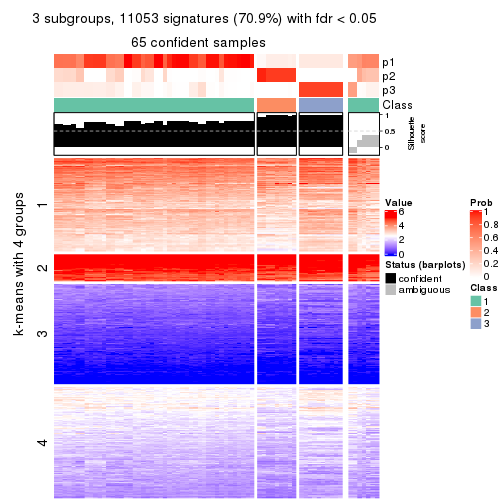 3 subgroups, 11053 signatures (70.9%) with fdr < 0.05
65 confident samples
p1
p2
p3
Class
1
0.5
0
Silhouette
score
k-means with 4 groups
1
2
3
4
Value
6
4
2
0
Status (barplots)
confident
ambiguous
Prob
1
0.8
0.6
0.4
0.2
0
Class
1
2
3